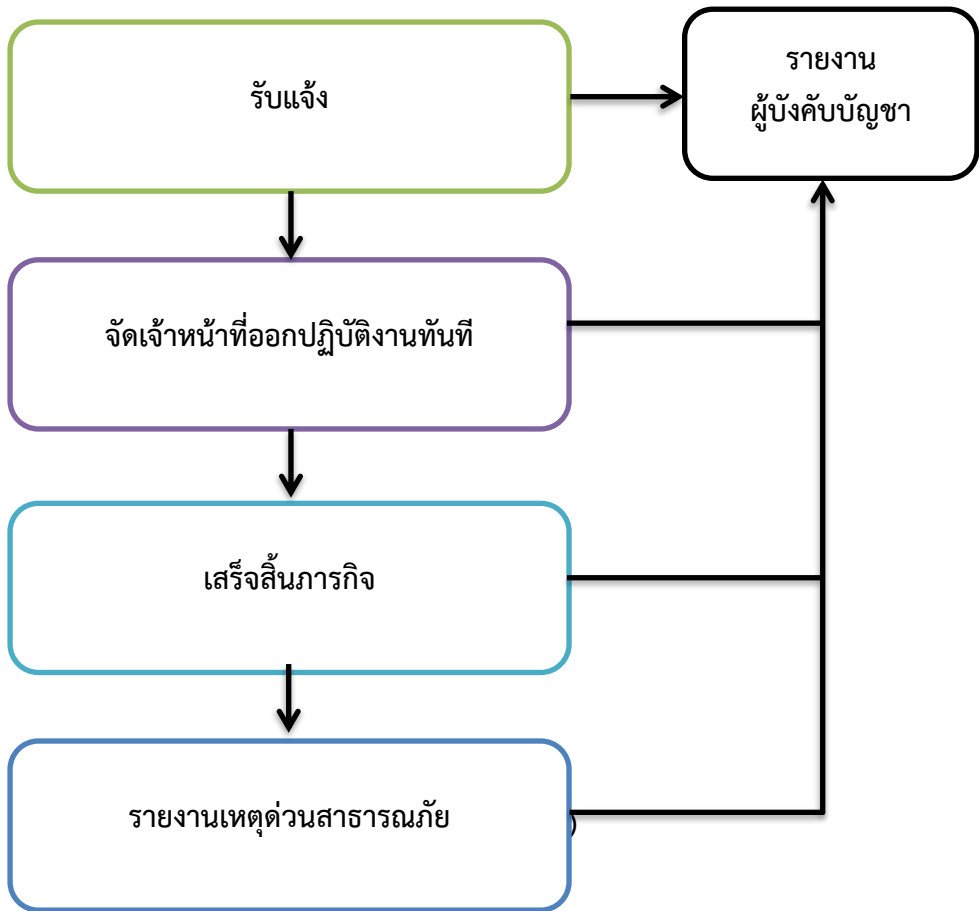 รับแจ้ง
รายงาน
ผู้บังคับบัญชา
จัดเจ้าหน้าที่ออกปฏิบัติงานทันที
เสร็จสิ้นภารกิจ
รายงานเหตุด่วนสาธารณภัย
)